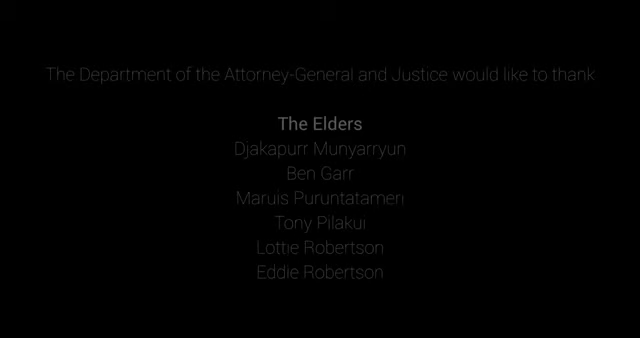 The Department of the Attorney-General and Justice would like to thank
The Elders
Djakapurr Munyarryun
Ben Garr
Maruis Puruntatameri
Tony Pilakui
Lottie Robertson
Eddie Robertson